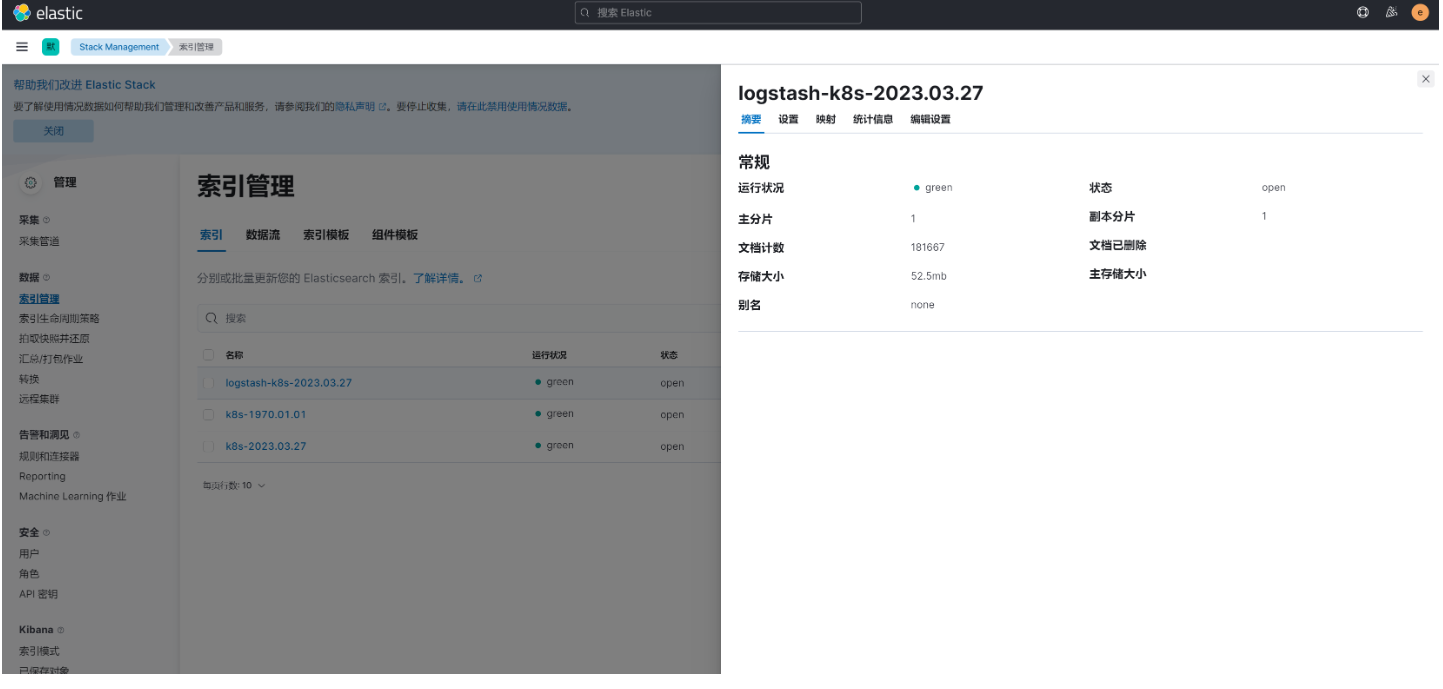 elastic
搜索 Elastic
e
默
Stack Management
索引管理
帮助我们改进 Elastic Stack
要了解使用情况数据如何帮助我们管理和改善产品和服务，请参阅我们的隐私声明。要停止收集，请在此禁用使用情况数据。
关闭
管理
采集
采集管道
数据
索引管理
索引生命周期策略
拍取快照并还原
汇总/打包作业
转换
远程集群
告警和洞见
规则和连接器
Reporting
Machine Learning 作业
安全
用户
角色
API 密钥
Kibana
索引模式
已保存对象
索引管理
索引 数据流 索引模板 组件模板
分别或批量更新您的 Elasticsearch 索引。了解详情。
搜索
名称 运行状况 状态
logstash-k8s-2023.03.27 green open
k8s-1970.01.01 green open
k8s-2023.03.27 green open
每页行数: 10
logstash-k8s-2023.03.27
摘要 设置 映射 统计信息 编辑设置
常规
运行状况 green 状态 open
主分片 1 副本分片 1
文档计数 181667 文档已删除
存储大小 52.5mb 主存储大小
别名 none